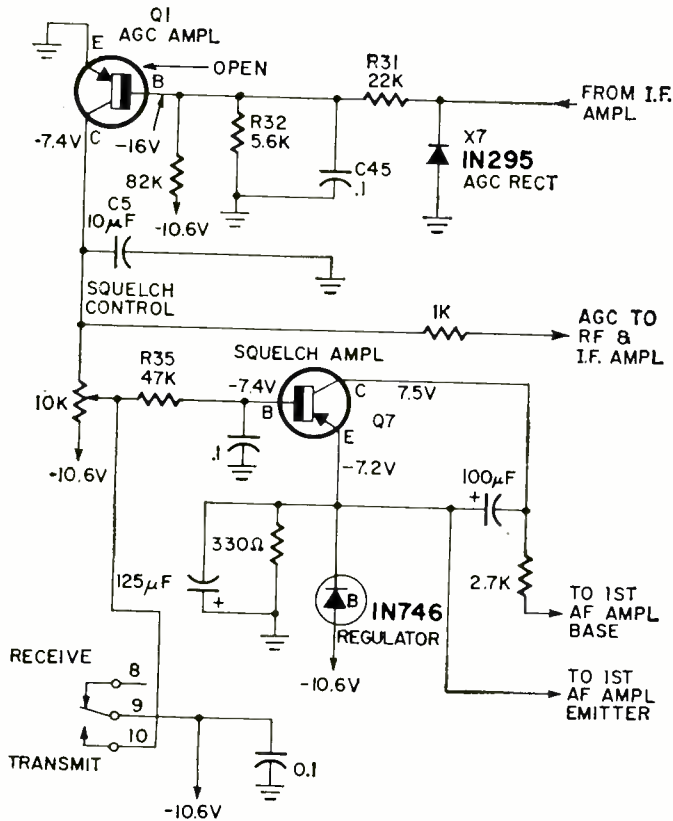 Q1
AGC AMPL
E
OPEN
B
R31
22K
FROM I.F.
AMPL
C
-7.4V
-16V
R32
5.6K
X7
IN295
AGC RECT
82K
C45
.1
-10.6V
C5
10µF
SQUELCH
CONTROL
1K
AGC TO
RF &
I.F. AMPL
SQUELCH AMPL
R35
47K
-7.4V
B
C
7.5V
10K
Q7
E
.1
-10.6V
-7.2V
100µF
+
330Ω
125µF
+
2.7K
B
IN746
REGULATOR
TO 1ST
AF AMPL
BASE
-10.6V
RECEIVE
8
9
10
TRANSMIT
TO 1ST
AF AMPL
EMITTER
0.1
-10.6V